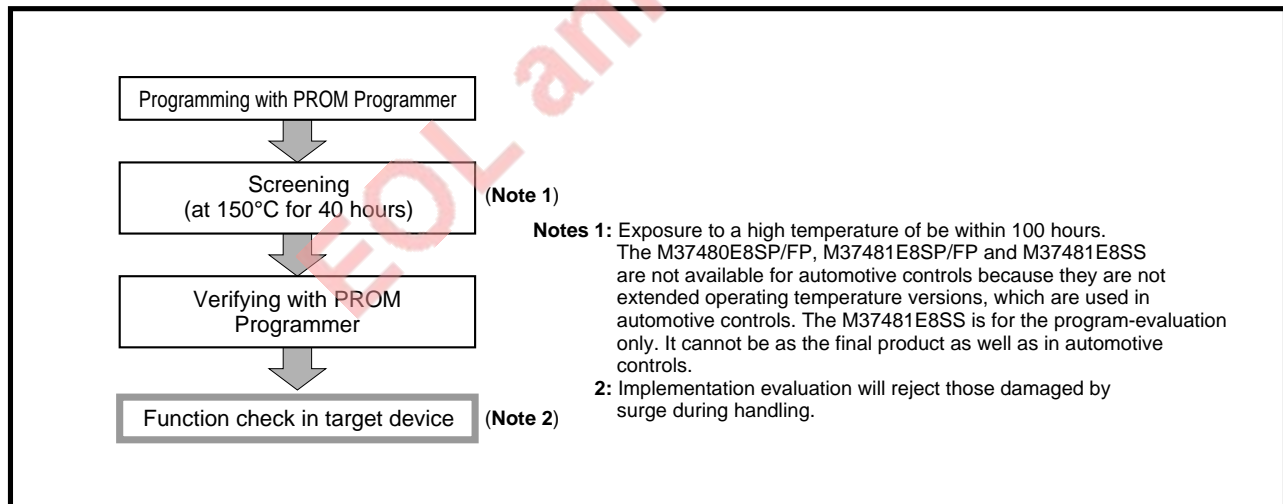 Programming with PROM Programmer
Screening
(at 150°C for 40 hours)
(Note 1)
Verifying with PROM
Programmer
Function check in target device
(Note 2)
Notes 1: Exposure to a high temperature of be within 100 hours.
The M37480E8SP/FP, M37481E8SP/FP and M37481E8SS
are not available for automotive controls because they are not
extended operating temperature versions, which are used in
automotive controls. The M37481E8SS is for the program-evaluation
only. It cannot be as the final product as well as in automotive
controls.
2: Implementation evaluation will reject those damaged by
surge during handling.
EOL